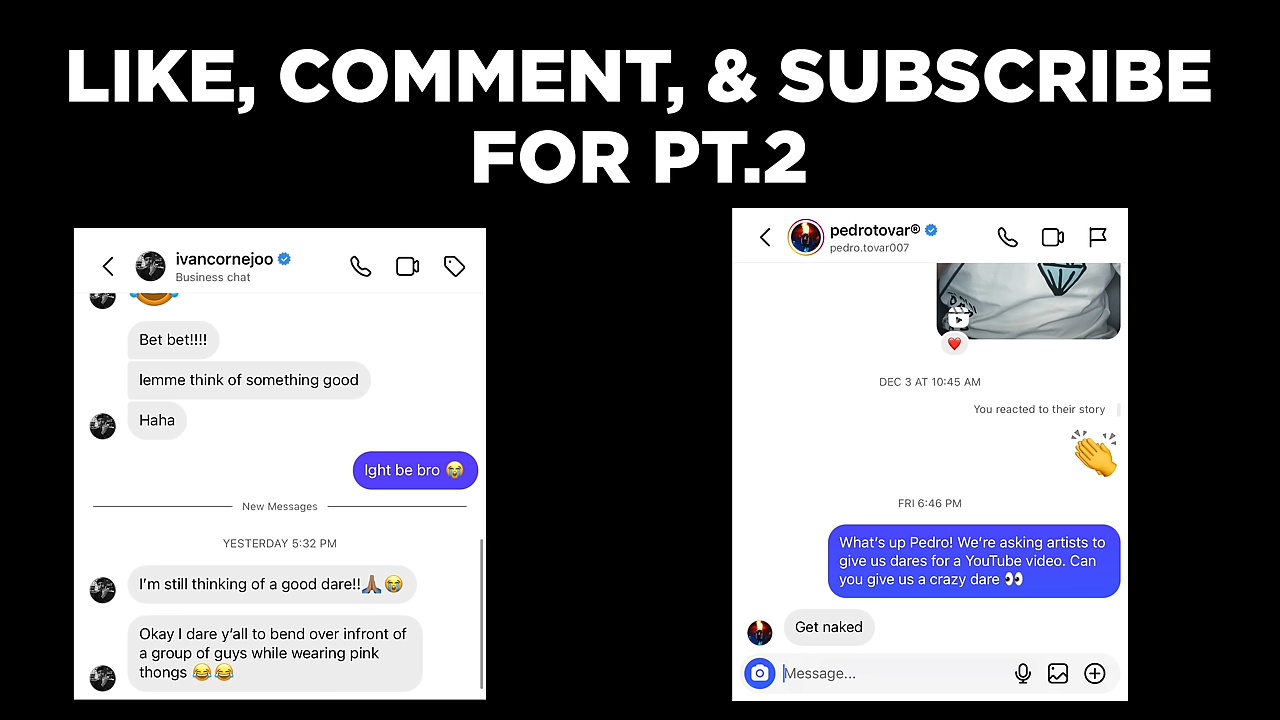 LIKE, COMMENT, & SUBSCRIBE
FOR PT.2
ivancornejoo
Business chat
Bet bet!!!!
lemme think of something good
Haha
Ight be bro 😭
New Messages
YESTERDAY 5:32 PM
I'm still thinking of a good dare!!🙏🏽😭
Okay I dare y'all to bend over infront of
a group of guys while wearing pink
thongs 😂😂
pedrotovar®
pedro.tovar007
DEC 3 AT 10:45 AM
You reacted to their story
FRI 6:46 PM
What's up Pedro! We're asking artists to
give us dares for a YouTube video. Can
you give us a crazy dare 👀
Get naked
Message...